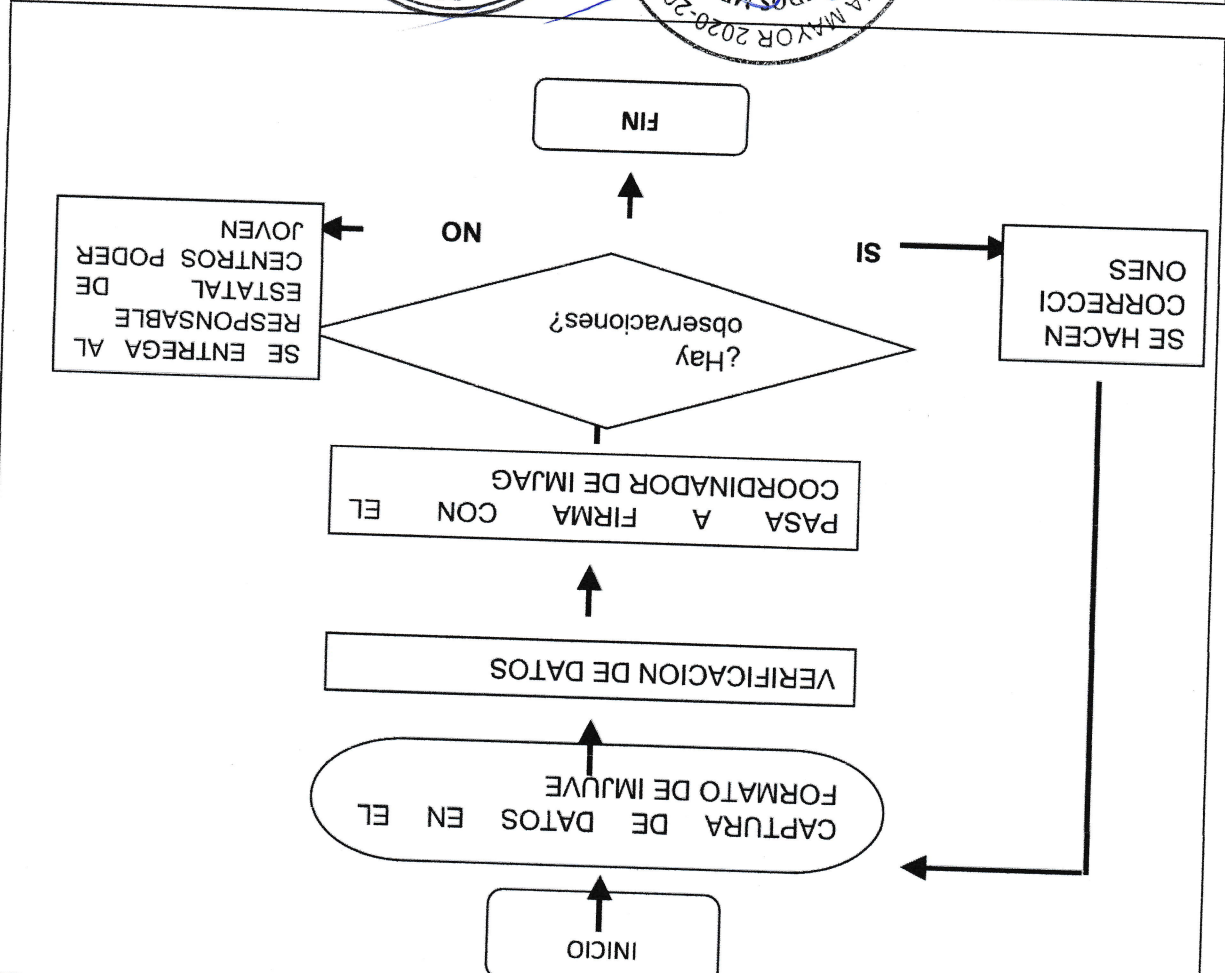 INICIO
CAPTURA DE DATOS EN EL
FORMATO DE IMJUVE
VERIFICACION DE DATOS
PASA A FIRMA CON EL
COORDINADOR DE IMJAG
¿Hay
observaciones?
SI
SE HACEN
CORRECCI
ONES
NO
SE ENTREGA AL
RESPONSABLE
ESTATAL DE
CENTROS PODER
JOVEN
FIN
MAYOR 2020-20